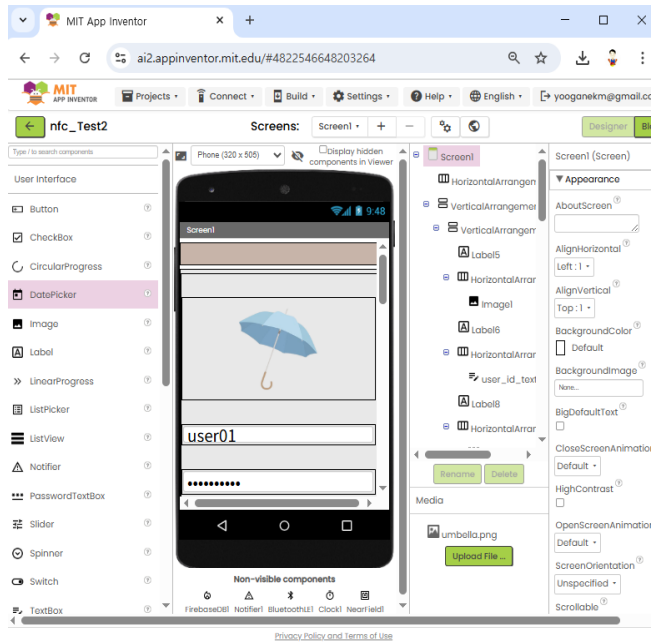 MIT App Inventor
ai2.appinventor.mit.edu/#4822546648203264
MIT
APP INVENTOR
Projects
Connect
Build
Settings
Help
English
yooganekm@gmail.co
nfc_Test2
Screens:
Screen1
Designer
Blo
Type / to search components
User Interface
Button
CheckBox
CircularProgress
DatePicker
Image
Label
LinearProgress
ListPicker
ListView
Notifier
PasswordTextBox
Slider
Spinner
Switch
TextBox
Phone (320 x 505)
Display hidden
components in Viewer
9:48
Screen1
user01
Non-visible components
FirebaseDB1
Notifier1
BluetoothLE1
Clock1
NearField1
Screen1
HorizontalArrangen
VerticalArrangemer
VerticalArrangem
Label5
HorizontalArrar
Image1
Label6
HorizontalArrar
user_id_text
Label8
HorizontalArrar
Rename
Delete
Media
umbella.png
Upload File ...
Screen1 (Screen)
Appearance
AboutScreen
AlignHorizontal
Left : 1
AlignVertical
Top : 1
BackgroundColor
Default
BackgroundImage
None...
BigDefaultText
CloseScreenAnimation
Default
HighContrast
OpenScreenAnimation
Default
ScreenOrientation
Unspecified
Scrollable
Privacy Policy and Terms of Use